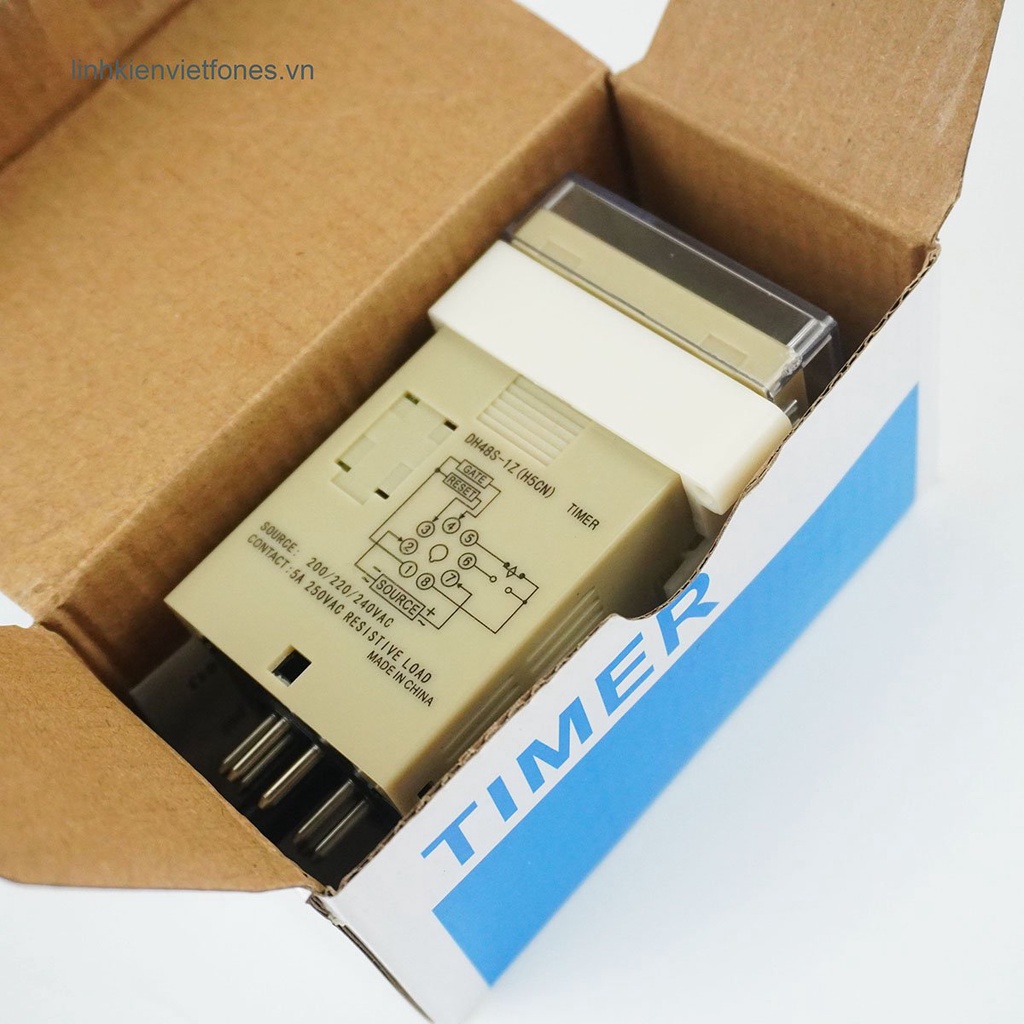 linhkienvietfones.vn
DH48S-1Z(H5CN)
TIMER
GATE
RESET
3 4 5
2 6
1 8 7
- SOURCE +
~ ~
SOURCE: 200/220/240VAC
CONTACT:5A 250VAC RESISTIVE LOAD
MADE IN CHINA
TIMER